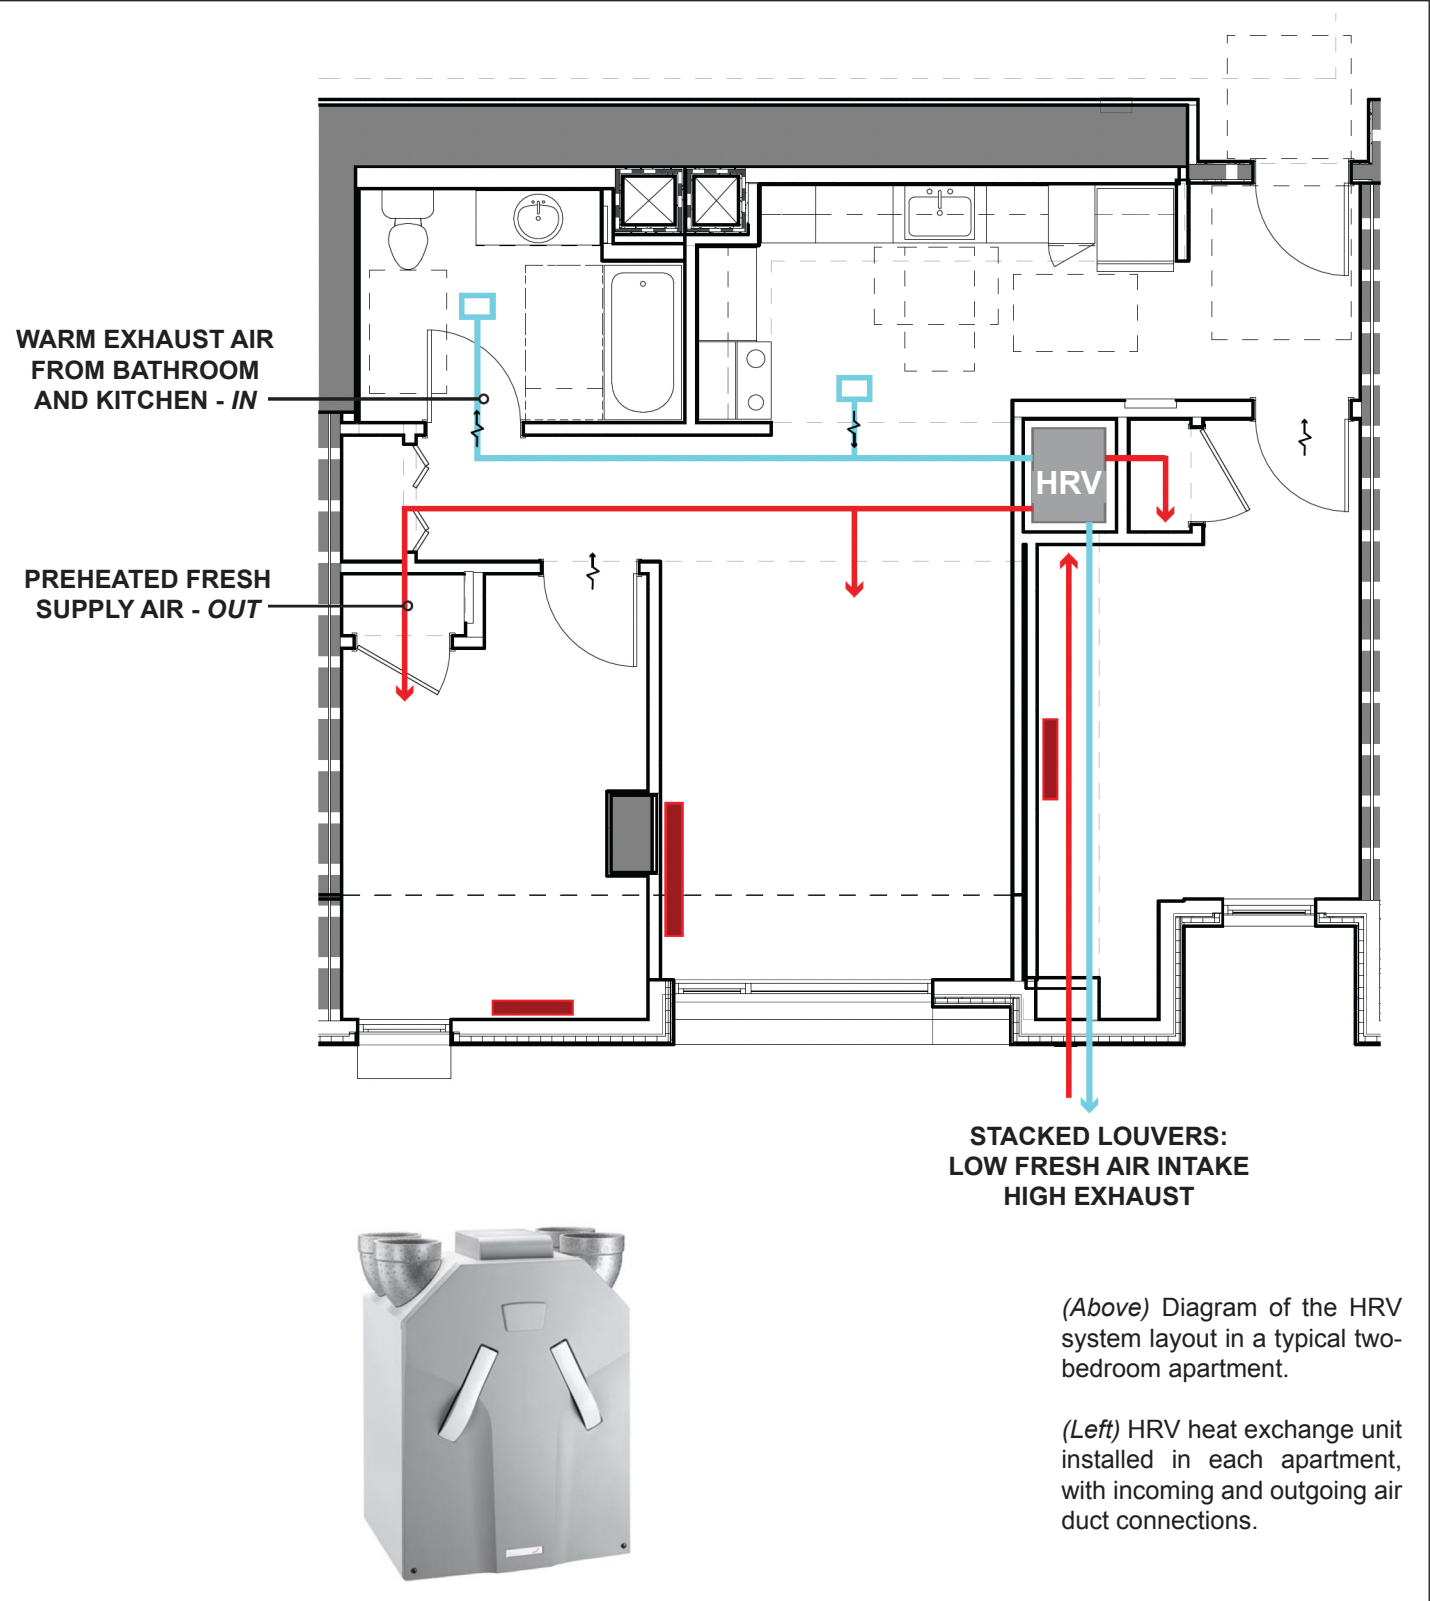 WARM EXHAUST AIR
FROM BATHROOM
AND KITCHEN - IN
HRV
PREHEATED FRESH
SUPPLY AIR - OUT
STACKED LOUVERS:
LOW FRESH AIR INTAKE
HIGH EXHAUST
(Above) Diagram of the HRV
system layout in a typical two-
bedroom apartment.
(Left) HRV heat exchange unit
installed in each apartment,
with incoming and outgoing air
duct connections.